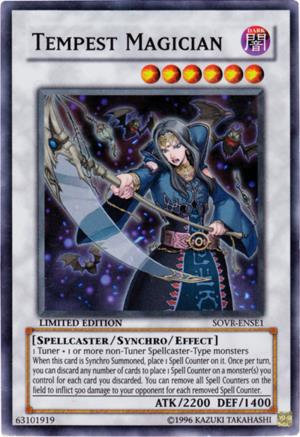 TEMPEST MAGICIAN
DARK
闇
LIMITED EDITION
SOVR-ENSE1
[SPELLCASTER/SYNCHRO/EFFECT]
1 Tuner + 1 or more non-Tuner Spellcaster-Type monsters
When this card is Synchro Summoned, place 1 Spell Counter on it. Once per turn,
you can discard any number of cards to place 1 Spell Counter on a monster(s) you
control for each card you discarded. You can remove all Spell Counters on the
field to inflict 500 damage to your opponent for each removed Spell Counter.
ATK/2200 DEF/1400
63101919
©1996 KAZUKI TAKAHASHI